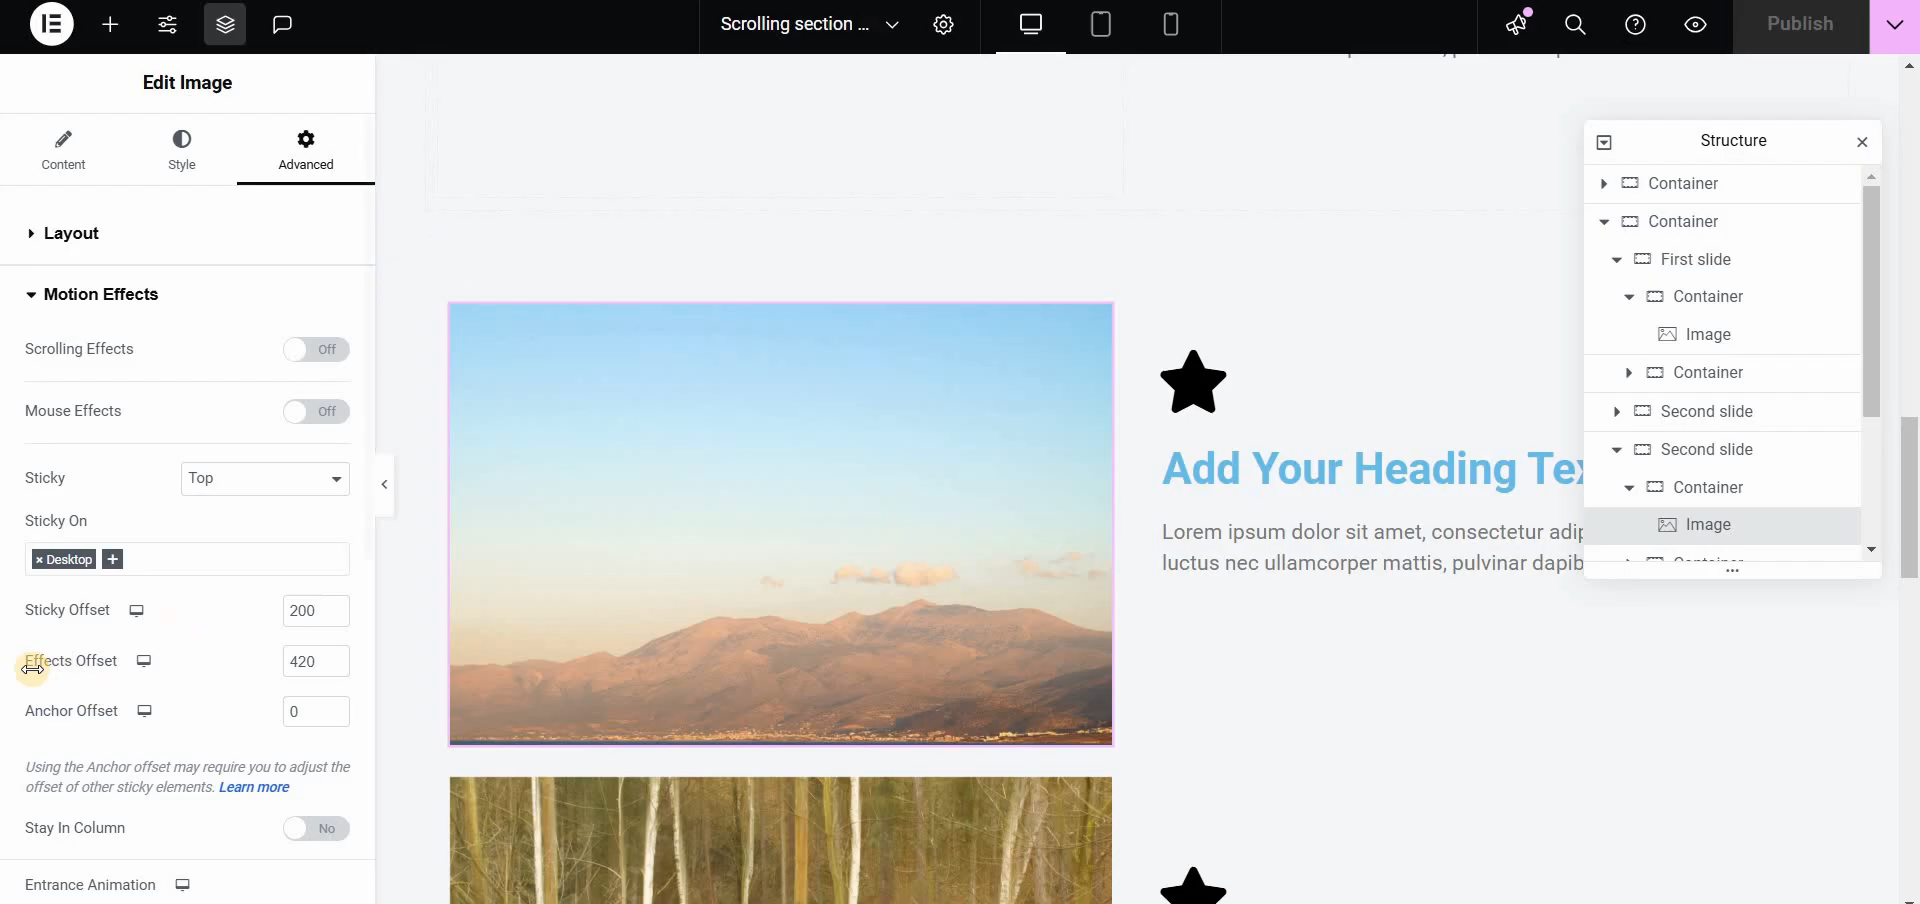 Scrolling section ...
Publish
Edit Image
Content
Style
Advanced
Layout
Motion Effects
Scrolling Effects
Off
Mouse Effects
Off
Sticky
Top
Sticky On
× Desktop
Sticky Offset
200
Effects Offset
420
Anchor Offset
0
Using the Anchor offset may require you to adjust the
offset of other sticky elements. Learn more
Stay In Column
No
Entrance Animation
Add Your Heading Te
Lorem ipsum dolor sit amet, consectetur adip
luctus nec ullamcorper mattis, pulvinar dapib
Structure
Container
Container
First slide
Container
Image
Container
Second slide
Second slide
Container
Image
Container